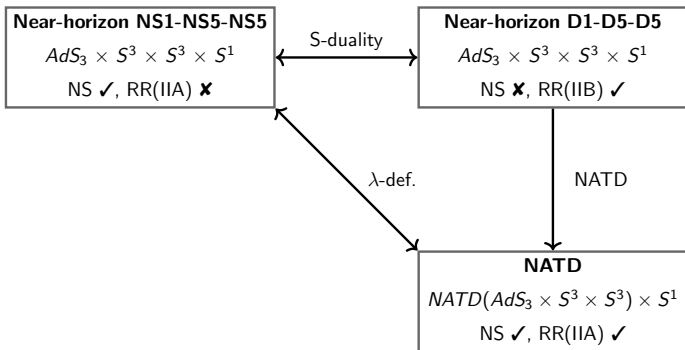 Near-horizon NS1-NS5-NS5
AdS₃ × S³ × S³ × S¹
NS ✓, RR(IIA) ✘
S-duality
Near-horizon D1-D5-D5
AdS₃ × S³ × S³ × S¹
NS ✘, RR(IIB) ✓
λ-def.
NATD
NATD
NATD(AdS₃ × S³ × S³) × S¹
NS ✓, RR(IIA) ✓